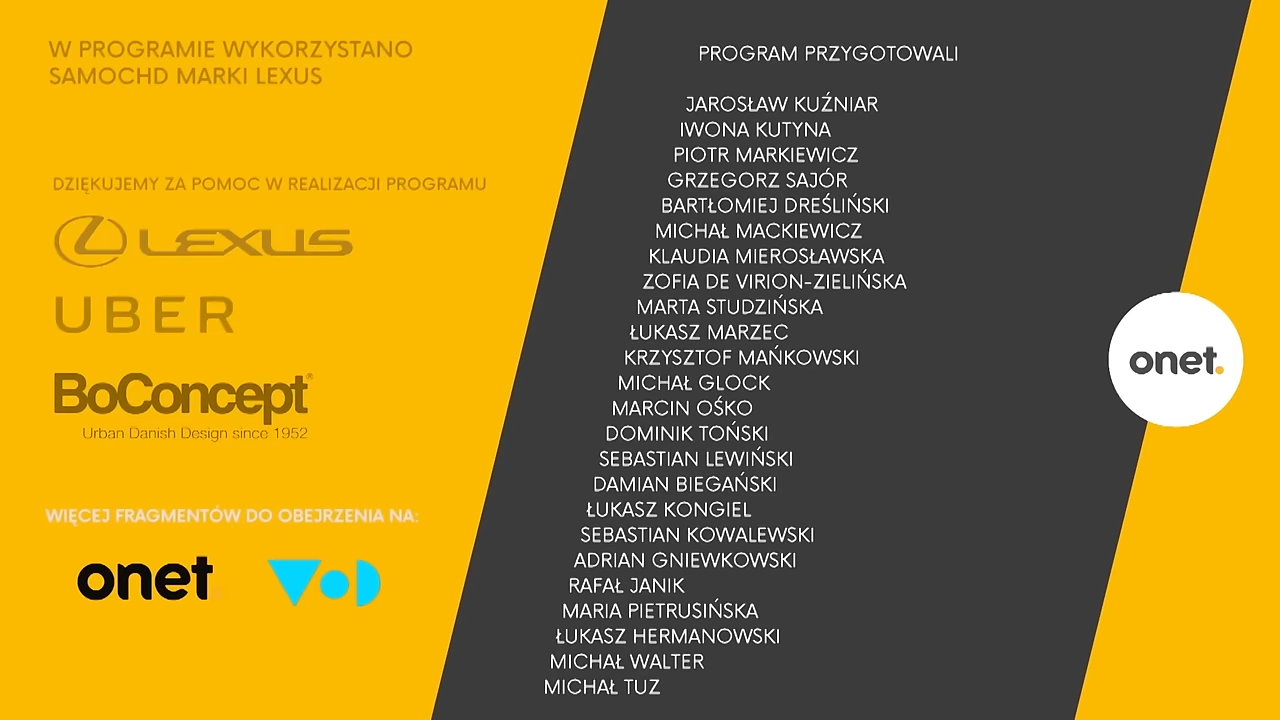 W PROGRAMIE WYKORZYSTANO
SAMOCHD MARKI LEXUS
DZIĘKUJEMY ZA POMOC W REALIZACJI PROGRAMU
LEXUS
UBER
BoConcept®
Urban Danish Design since 1952
WIĘCEJ FRAGMENTÓW DO OBEJRZENIA NA:
onet
VOD
PROGRAM PRZYGOTOWALI
JAROSŁAW KUŹNIAR
IWONA KUTYNA
PIOTR MARKIEWICZ
GRZEGORZ SAJÓR
BARTŁOMIEJ DREŚLIŃSKI
MICHAŁ MACKIEWICZ
KLAUDIA MIEROSŁAWSKA
ZOFIA DE VIRION-ZIELIŃSKA
MARTA STUDZIŃSKA
ŁUKASZ MARZEC
KRZYSZTOF MAŃKOWSKI
MICHAŁ GLOCK
MARCIN OŚKO
DOMINIK TOŃSKI
SEBASTIAN LEWIŃSKI
DAMIAN BIEGAŃSKI
ŁUKASZ KONGIEL
SEBASTIAN KOWALEWSKI
ADRIAN GNIEWKOWSKI
RAFAŁ JANIK
MARIA PIETRUSIŃSKA
ŁUKASZ HERMANOWSKI
MICHAŁ WALTER
MICHAŁ TUZ
onet.